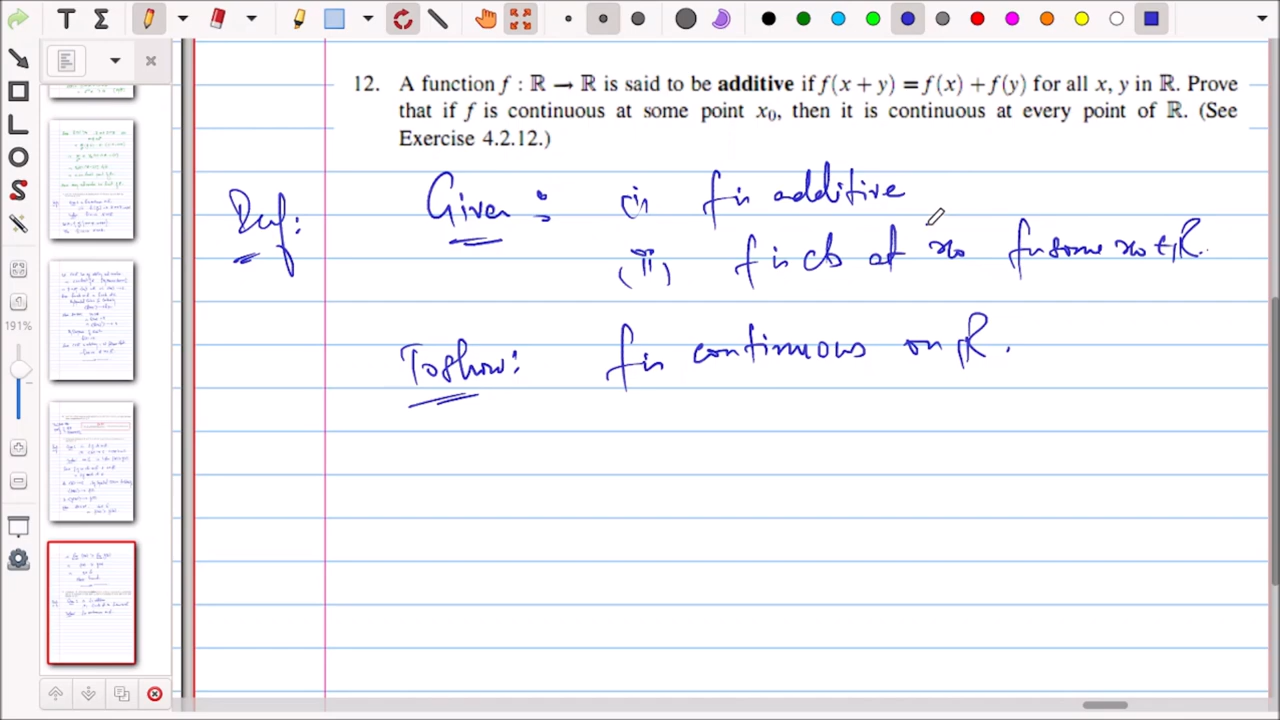 12. A function f : ℝ → ℝ is said to be additive if f(x + y) = f(x) + f(y) for all x, y in ℝ. Prove
that if f is continuous at some point x₀, then it is continuous at every point of ℝ. (See
Exercise 4.2.12.)
Given : (i) f is additive
(ii) f is cts at x₀ for some x₀ ∈ ℝ.
To show: f is continuous on ℝ.
191%